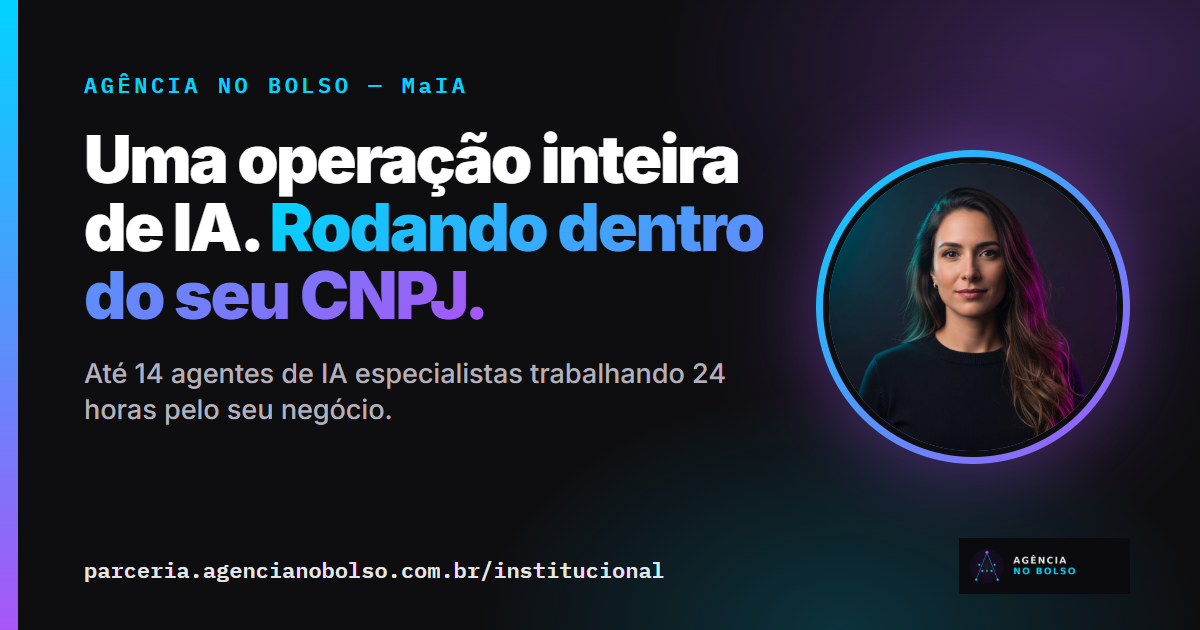 AGÊNCIA NO BOLSO — MaIA
Uma operação inteira
de IA. Rodando dentro
do seu CNPJ.
Até 14 agentes de IA especialistas trabalhando 24
horas pelo seu negócio.
parceria.agencianobolso.com.br/institucional
AGÊNCIA
NO BOLSO